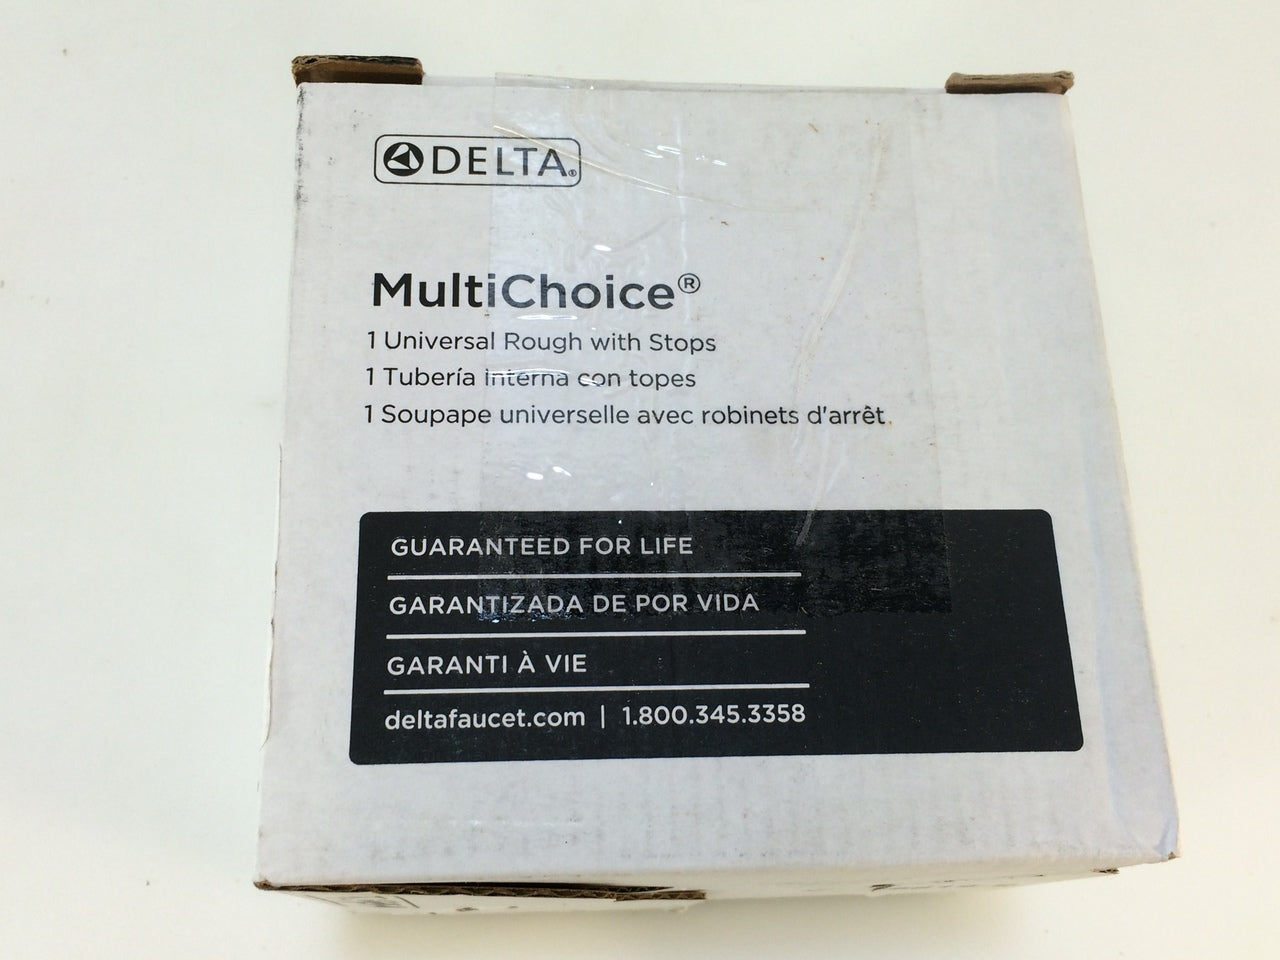 DELTA®
MultiChoice®
1 Universal Rough with Stops
1 Tubería interna con topes
1 Soupape universelle avec robinets d'arrêt
GUARANTEED FOR LIFE
GARANTIZADA DE POR VIDA
GARANTI À VIE
deltafaucet.com | 1.800.345.3358